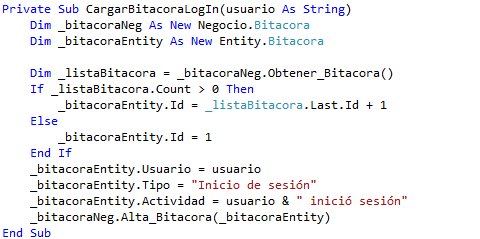 Private Sub CargarBitacoraLogIn(usuario As String)
    Dim _bitacoraNeg As New Negocio.Bitacora
    Dim _bitacoraEntity As New Entity.Bitacora

    Dim _listaBitacora = _bitacoraNeg.Obtener_Bitacora()
    If _listaBitacora.Count > 0 Then
        _bitacoraEntity.Id = _listaBitacora.Last.Id + 1
    Else
        _bitacoraEntity.Id = 1
    End If
    _bitacoraEntity.Usuario = usuario
    _bitacoraEntity.Tipo = "Inicio de sesión"
    _bitacoraEntity.Actividad = usuario & " inició sesión"
    _bitacoraNeg.Alta_Bitacora(_bitacoraEntity)
End Sub